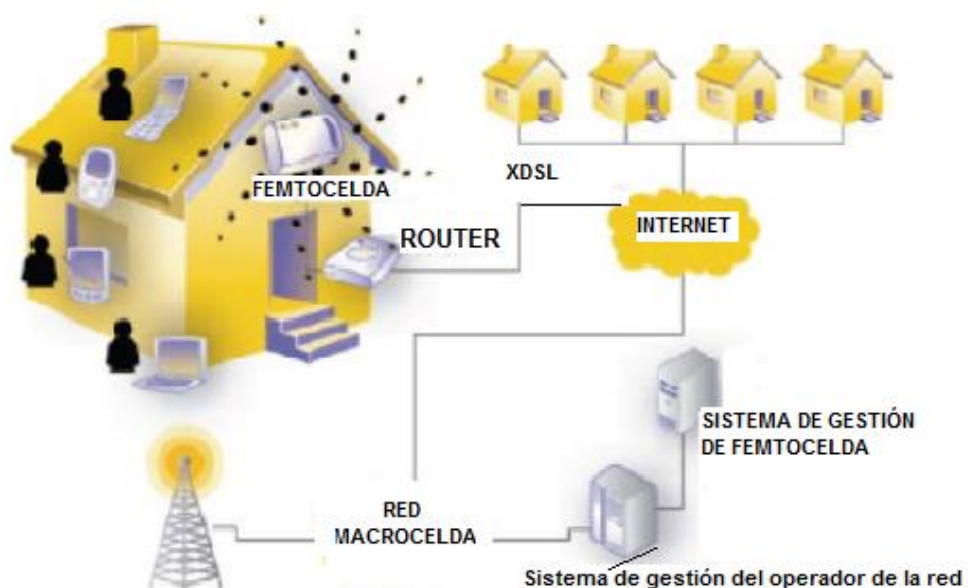 XDSL
FEMTOCELDA
INTERNET
ROUTER
SISTEMA DE GESTIÓN
DE FEMTOCELDA
RED
MACROCELDA
Sistema de gestión del operador de la red